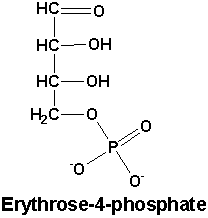 HC=O
HC-OH
HC-OH
H2C-O
P=O
-O O-
Erythrose-4-phosphate